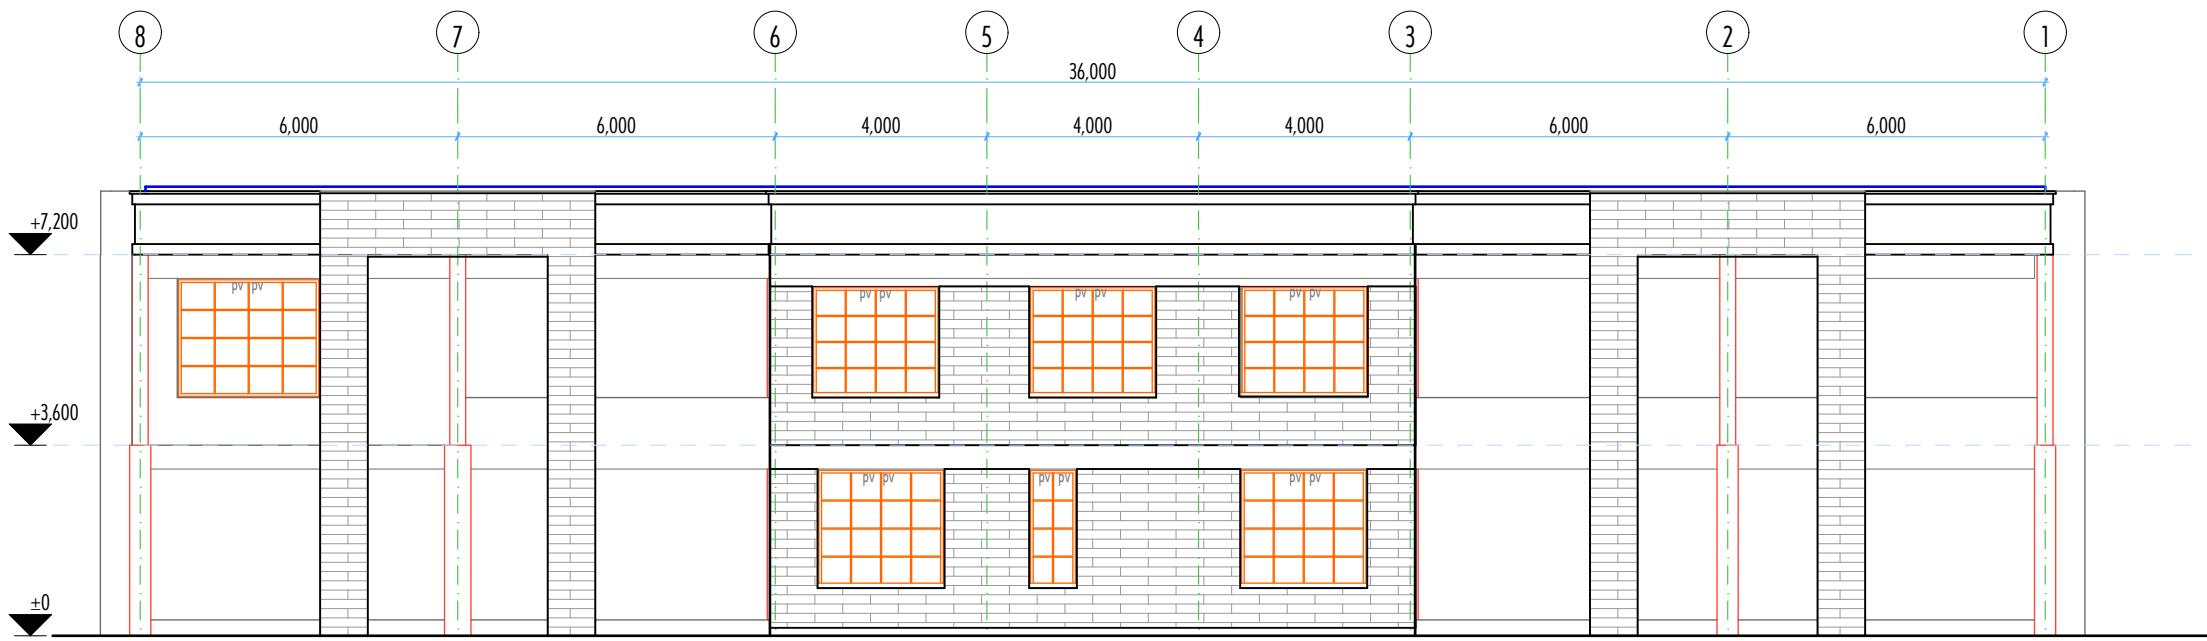 8 7 6 5 4 3 2 1
36,000
6,000 6,000 4,000 4,000 4,000 6,000 6,000
+7,200
pv pv pv pv pv pv pv pv
+3,600
pv pv pv pv pv pv
±0